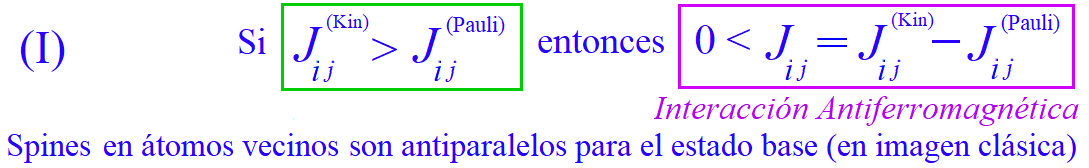 (I) Si J_{ij}^{(Kin)} > J_{ij}^{(Pauli)} entonces 0 < J_{ij} = J_{ij}^{(Kin)} - J_{ij}^{(Pauli)}
Interacción Antiferromagnética
Spines en átomos vecinos son antiparalelos para el estado base (en imagen clásica)